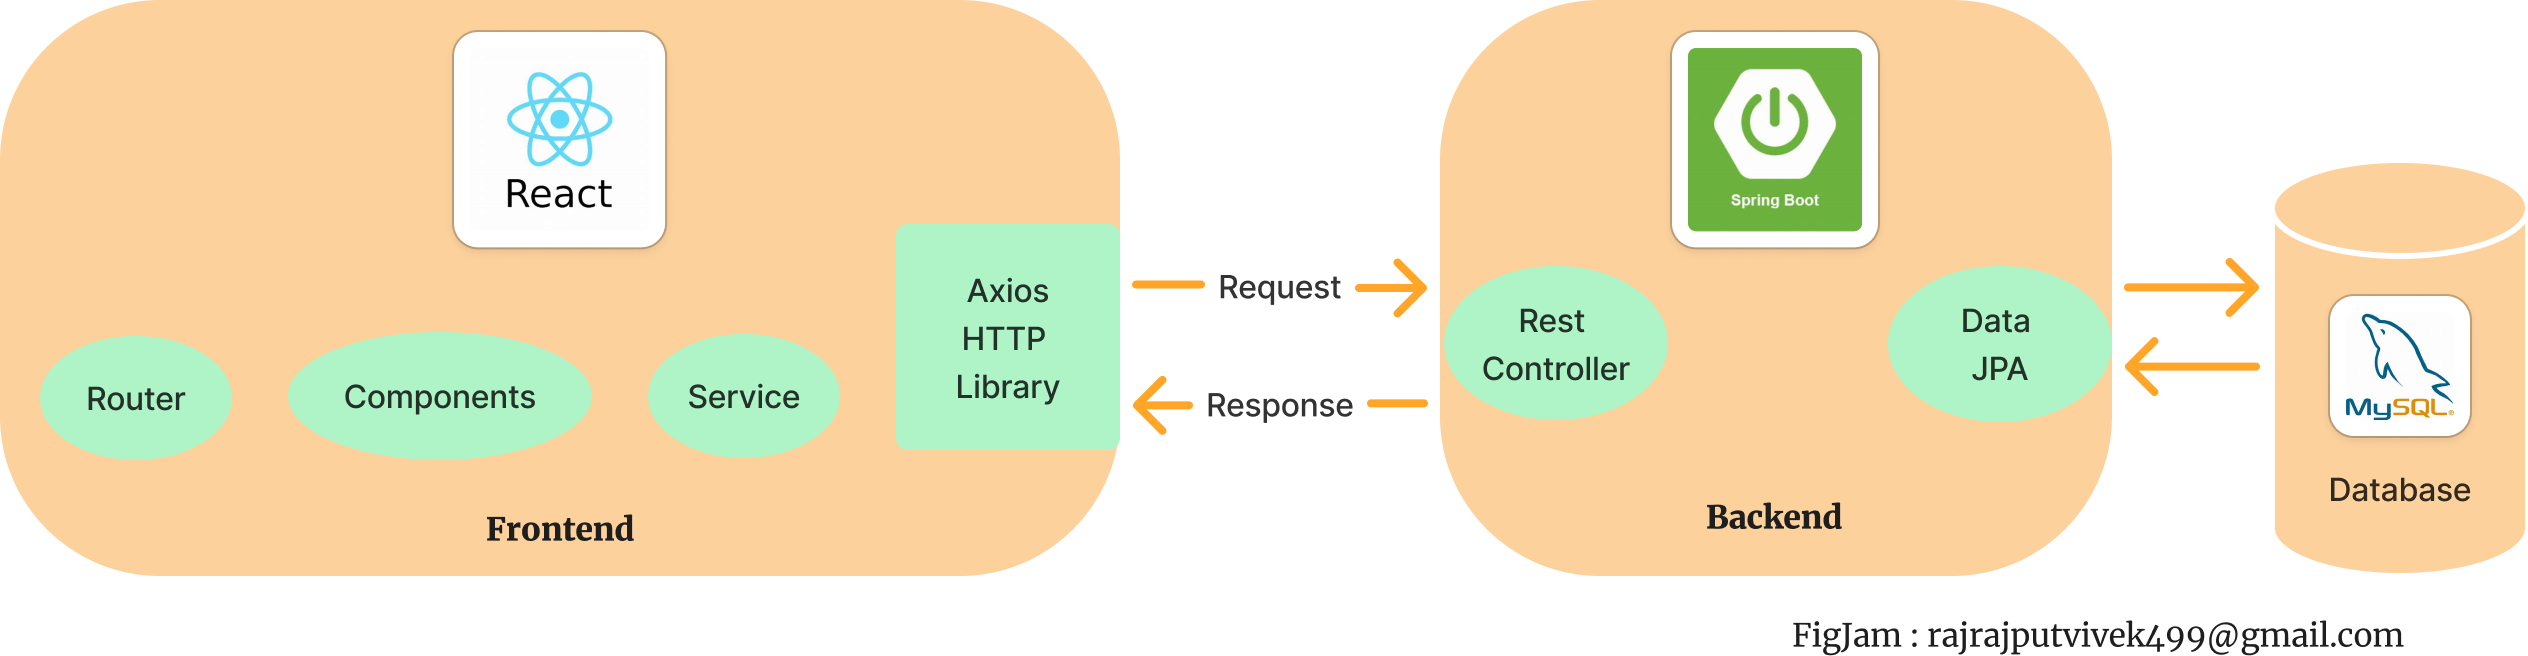 React
Router
Components
Service
Axios
HTTP
Library
Frontend
Request
Response
Spring Boot
Rest
Controller
Data
JPA
Backend
MySQL®
Database
FigJam : rajrajputvivek499@gmail.com